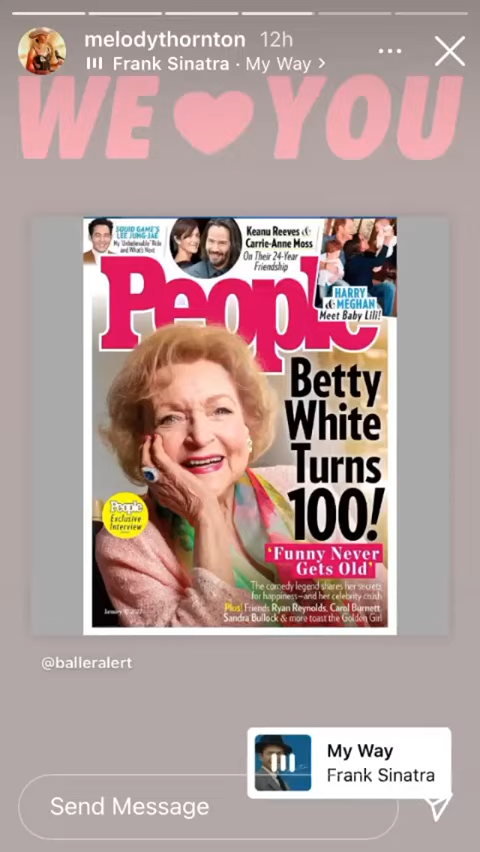 melodythornton 12h
Frank Sinatra · My Way >
WE YOU
SQUID GAME'S
LEE JUNG-JAE
My 'Unbelievable' Ride
and What's Next
Keanu Reeves &
Carrie-Anne Moss
On Their 24-Year
Friendship
HARRY
& MEGHAN
Meet Baby Lili!
People
Betty
White
Turns
100!
'Funny Never
Gets Old'
People
Exclusive
Interview
The comedy legend shares her secrets
for happiness—and her celebrity crush
Plus! Friends Ryan Reynolds, Carol Burnett,
Sandra Bullock & more toast the Golden Girl
@balleralert
My Way
Frank Sinatra
Send Message